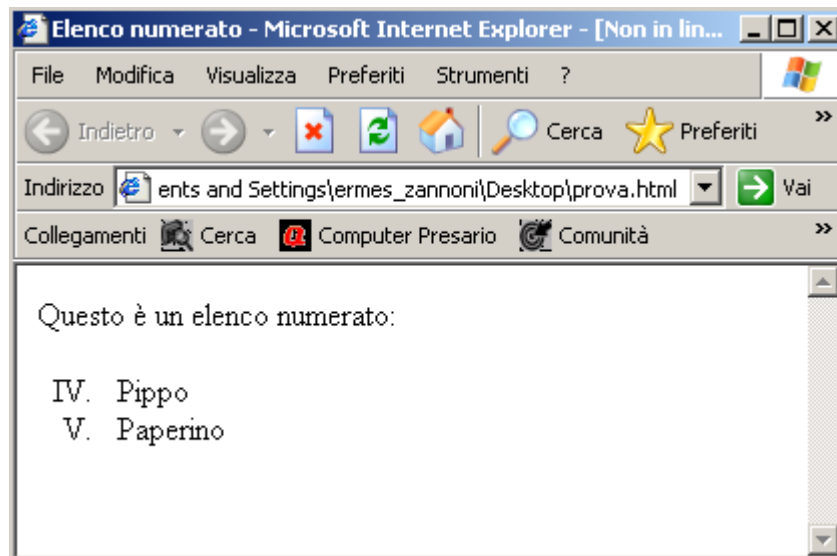 Elenco numerato - Microsoft Internet Explorer - [Non in lin...
File Modifica Visualizza Preferiti Strumenti ?
Indietro Cerca Preferiti »
Indirizzo ents and Settings\ermes_zannoni\Desktop\prova.html Vai
Collegamenti Cerca Computer Presario Comunità »
Questo è un elenco numerato:
IV. Pippo
V. Paperino